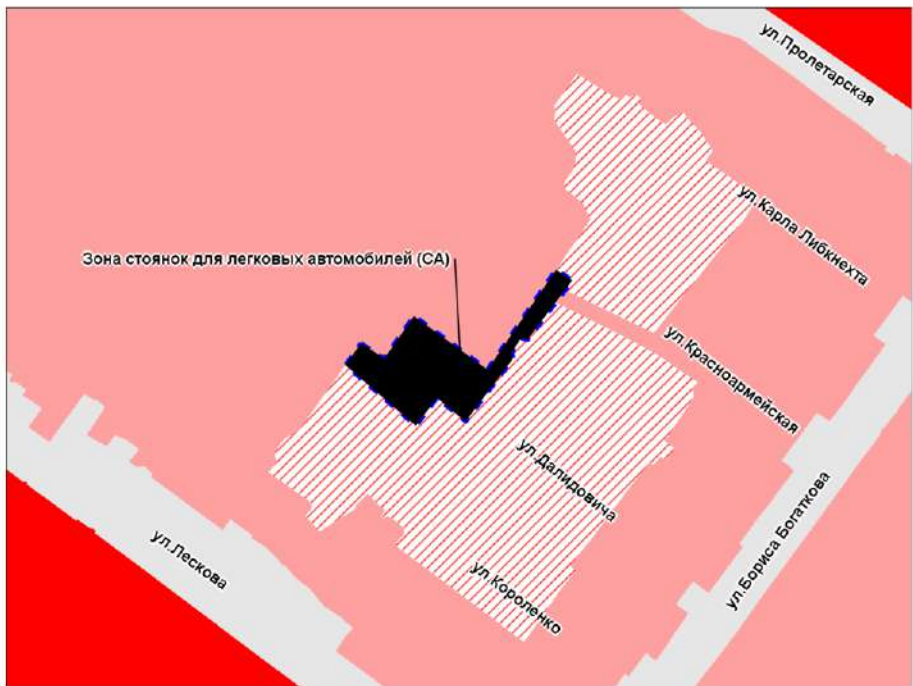 ул.Пролетарская
ул.Карла Либкнехта
Зона стоянок для легковых автомобилей (СА)
ул.Красноармейская
ул.Далидовича
ул.Бориса Богаткова
ул.Лескова
ул.Короленко